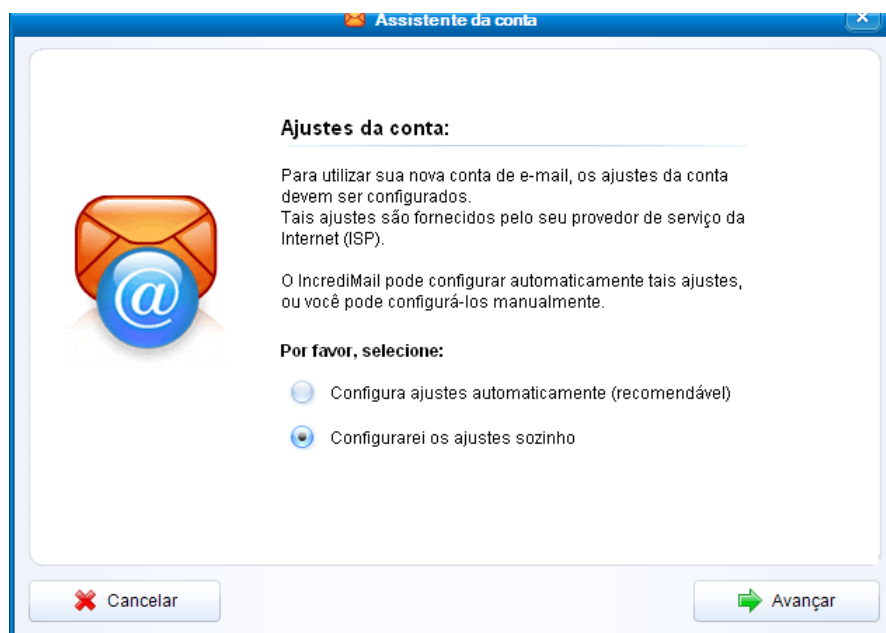 Assistente da conta
Ajustes da conta:
Para utilizar sua nova conta de e-mail, os ajustes da conta
devem ser configurados.
Tais ajustes são fornecidos pelo seu provedor de serviço da
Internet (ISP).
O IncrediMail pode configurar automaticamente tais ajustes,
ou você pode configurá-los manualmente.
Por favor, selecione:
Configura ajustes automaticamente (recomendável)
Configurarei os ajustes sozinho
Cancelar
Avançar